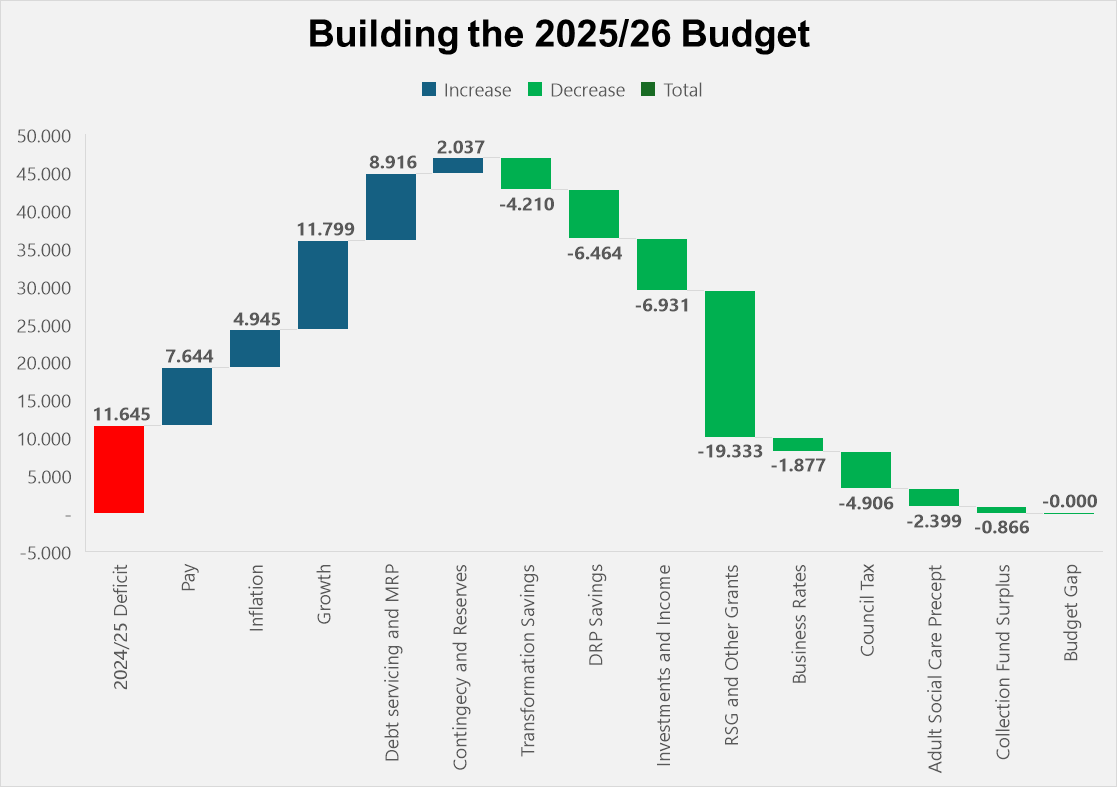 Building the 2025/26 Budget
Increase Decrease Total
50.000
45.000
40.000
35.000
30.000
25.000
20.000
15.000
10.000
5.000
-
-5.000
11.645
7.644
4.945
11.799
8.916
2.037
-4.210
-6.464
-6.931
-19.333
-1.877
-4.906
-2.399
-0.866
-0.000
2024/25 Deficit
Pay
Inflation
Growth
Debt servicing and MRP
Contingecy and Reserves
Transformation Savings
DRP Savings
Investments and Income
RSG and Other Grants
Business Rates
Council Tax
Adult Social Care Precept
Collection Fund Surplus
Budget Gap